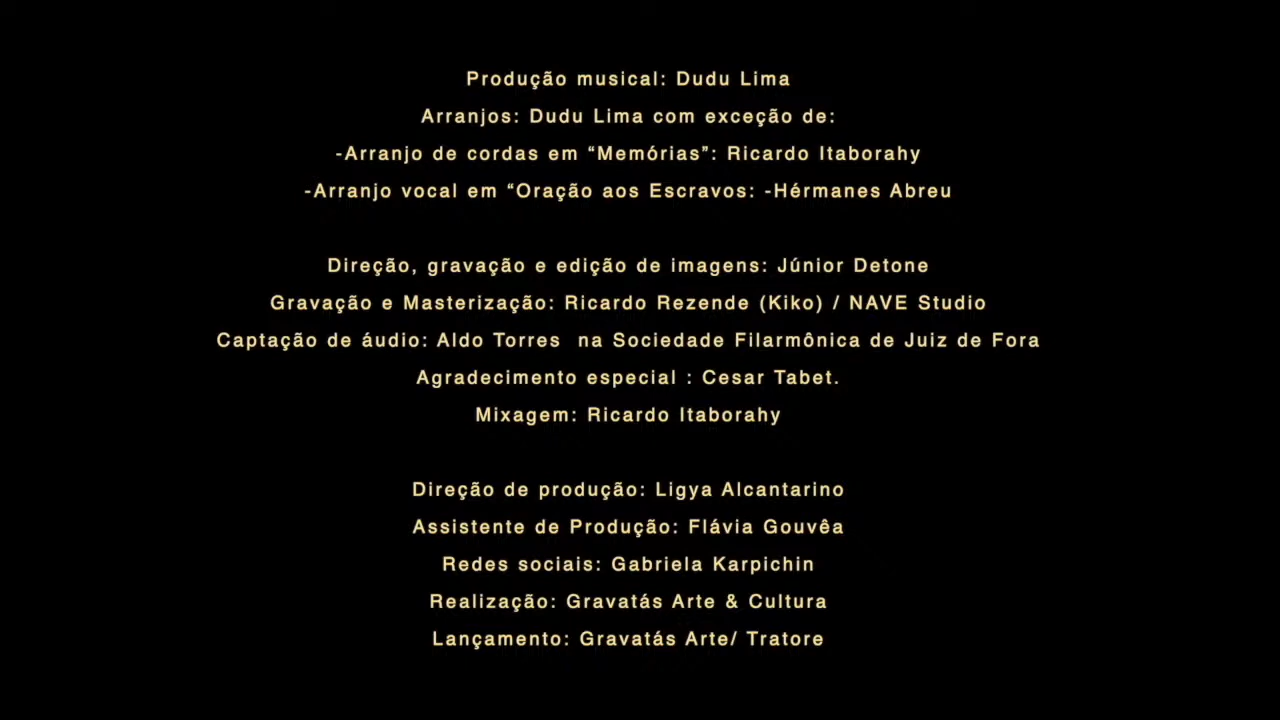 Produção musical: Dudu Lima
Arranjos: Dudu Lima com exceção de:
-Arranjo de cordas em “Memórias”: Ricardo Itaborahy
-Arranjo vocal em “Oração aos Escravos: -Hérmanes Abreu
Direção, gravação e edição de imagens: Júnior Detone
Gravação e Masterização: Ricardo Rezende (Kiko) / NAVE Studio
Captação de áudio: Aldo Torres  na Sociedade Filarmônica de Juiz de Fora
Agradecimento especial : Cesar Tabet.
Mixagem: Ricardo Itaborahy
Direção de produção: Ligya Alcantarino
Assistente de Produção: Flávia Gouvêa
Redes sociais: Gabriela Karpichin
Realização: Gravatás Arte & Cultura
Lançamento: Gravatás Arte/ Tratore